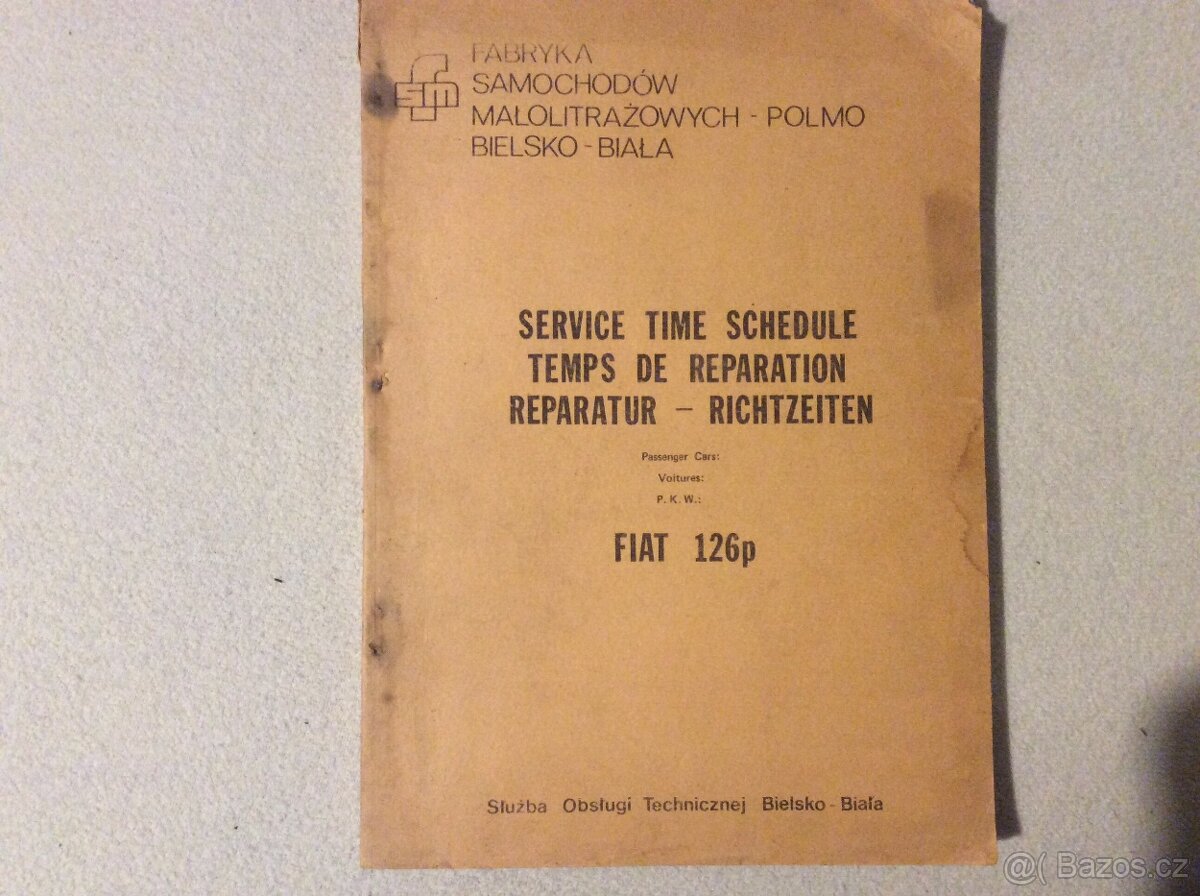 FABRYKA
fsm SAMOCHODÓW
MAŁOLITRAŻOWYCH - POLMO
BIELSKO - BIAŁA
SERVICE TIME SCHEDULE
TEMPS DE REPARATION
REPARATUR - RICHTZEITEN
Passenger Cars:
Voitures:
P. K. W.:
FIAT 126p
Służba Obsługi Technicznej Bielsko - Biała
@( Bazos.cz